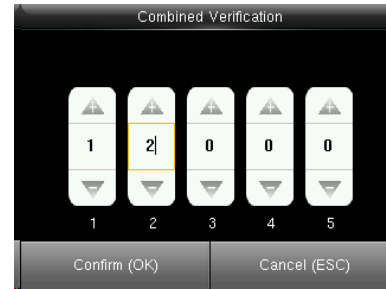 Combined Verification
1 2 0 0 0
1 2 3 4 5
Confirm (OK) Cancel (ESC)